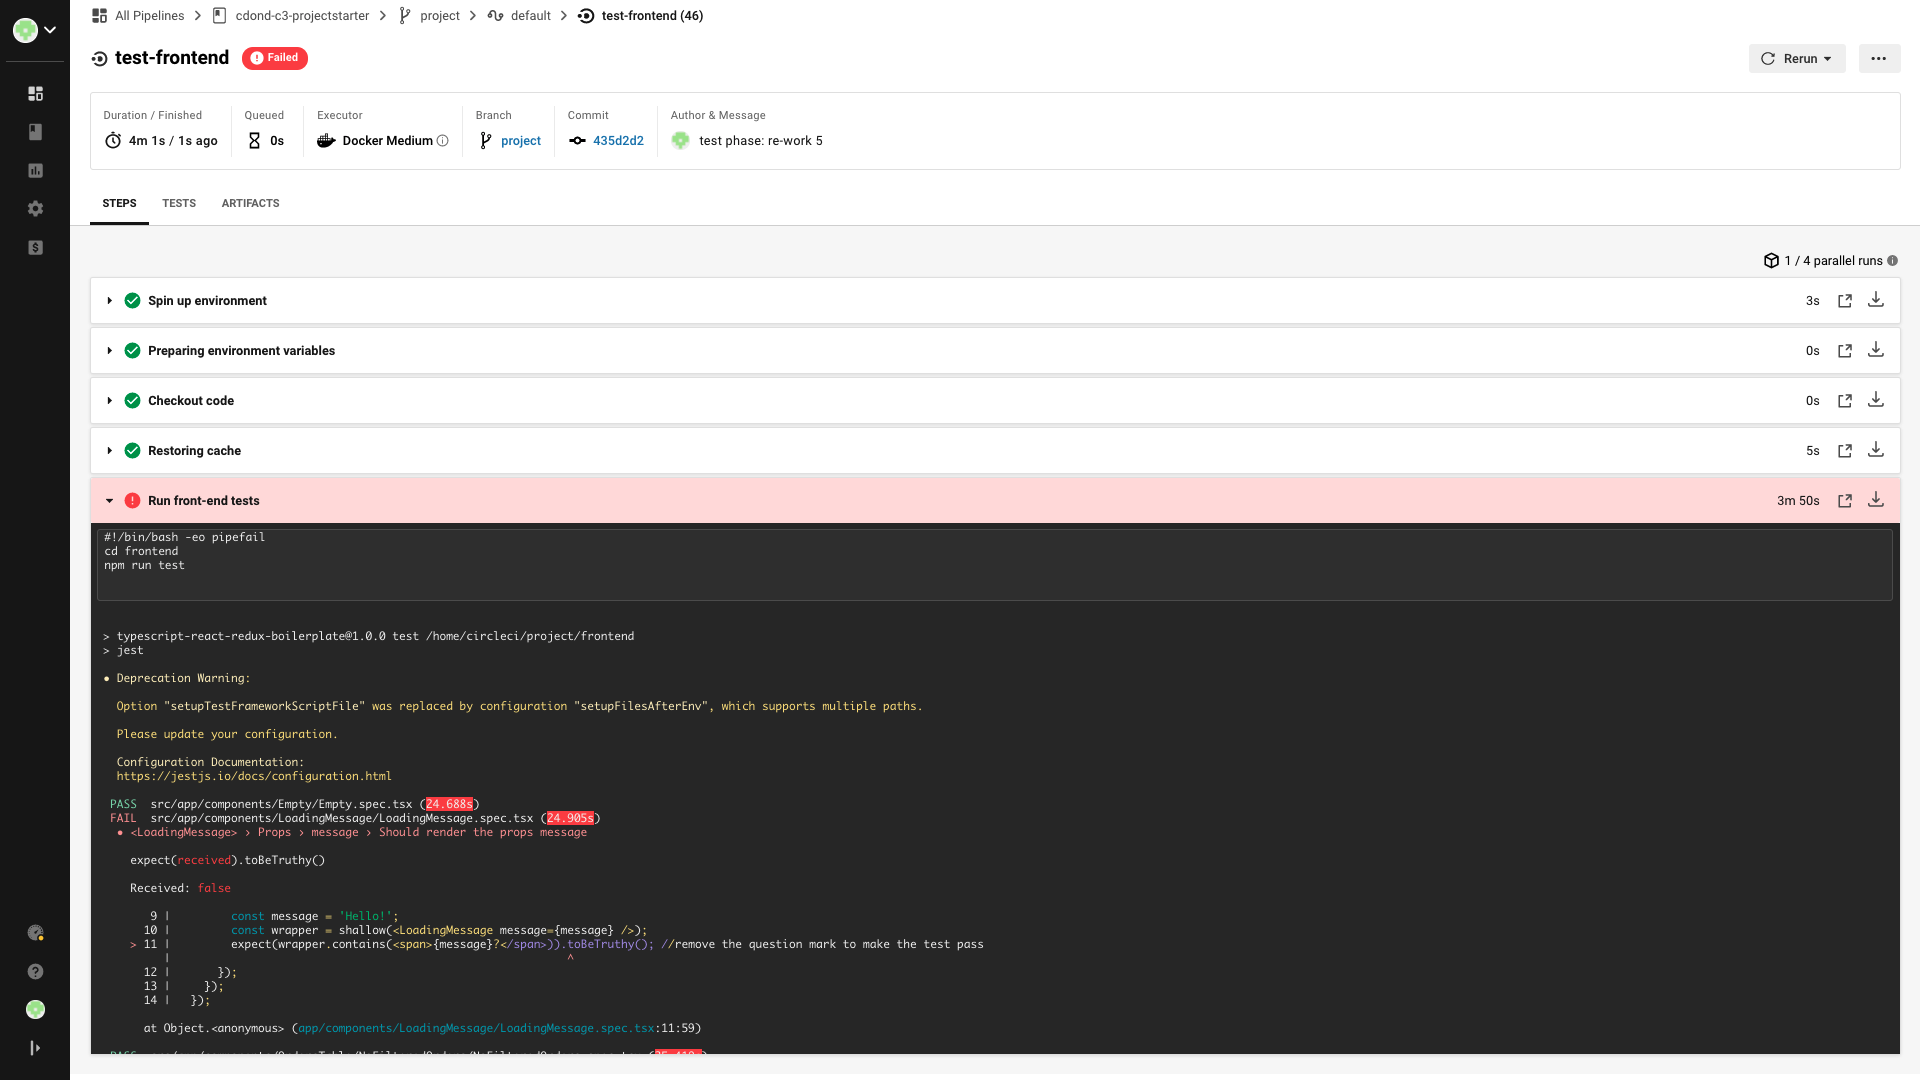 All Pipelines > cdond-c3-projectstarter > project > default > test-frontend (46)
test-frontend Failed
Rerun
Duration / Finished Queued Executor Branch Commit Author & Message
4m 1s / 1s ago 0s Docker Medium project 435d2d2 test phase: re-work 5
STEPS TESTS ARTIFACTS
1 / 4 parallel runs
Spin up environment 3s
Preparing environment variables 0s
Checkout code 0s
Restoring cache 5s
Run front-end tests 3m 50s
#!/bin/bash -eo pipefail
cd frontend
npm run test
> typescript-react-redux-boilerplate@1.0.0 test /home/circleci/project/frontend
> jest
● Deprecation Warning:
Option "setupTestFrameworkScriptFile" was replaced by configuration "setupFilesAfterEnv", which supports multiple paths.
Please update your configuration.
Configuration Documentation:
https://jestjs.io/docs/configuration.html
PASS src/app/components/Empty/Empty.spec.tsx (24.688s)
FAIL src/app/components/LoadingMessage/LoadingMessage.spec.tsx (24.905s)
● <LoadingMessage> › Props › message › Should render the props message
expect(received).toBeTruthy()
Received: false
9 | const message = 'Hello!';
10 | const wrapper = shallow(<LoadingMessage message={message} />);
> 11 | expect(wrapper.contains(<span>{message}?</span>)).toBeTruthy(); //remove the question mark to make the test pass
| ^
12 | });
13 | });
14 | });
at Object.<anonymous> (app/components/LoadingMessage/LoadingMessage.spec.tsx:11:59)